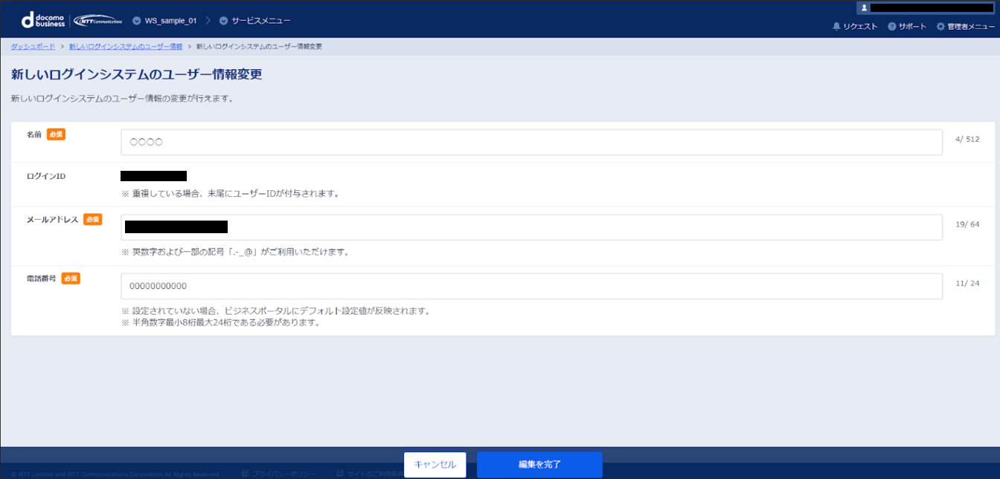 docomo business NTT Communications WS_sample_01 サービスメニュー
リクエスト サポート 管理者メニュー
ダッシュボード > 新しいログインシステムのユーザー情報 > 新しいログインシステムのユーザー情報変更
新しいログインシステムのユーザー情報変更
新しいログインシステムのユーザー情報の変更が行えます。
名前 必須 〇〇〇〇 4/ 512
ログインID
※ 重複している場合、末尾にユーザーIDが付与されます。
メールアドレス 必須 19/ 64
※ 英数字および一部の記号「.-_@」がご利用いただけます。
電話番号 必須 00000000000 11/ 24
※ 設定されていない場合、ビジネスポータルにデフォルト設定値が反映されます。
※ 半角数字最小8桁最大24桁である必要があります。
キャンセル 編集を完了
© NTT Limited and NTT Communications Corporation All Rights Reserved. プライバシーポリシー サイトのご利用条件